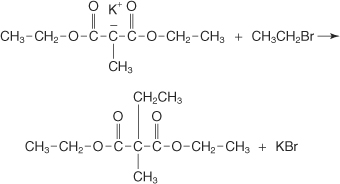 O K⁺ O
CH₃–CH₂–O–C–C̄–C–O–CH₂–CH₃ + CH₃CH₂Br →
CH₃
CH₂CH₃
O O
CH₃–CH₂–O–C–C–C–O–CH₂–CH₃ + KBr
CH₃